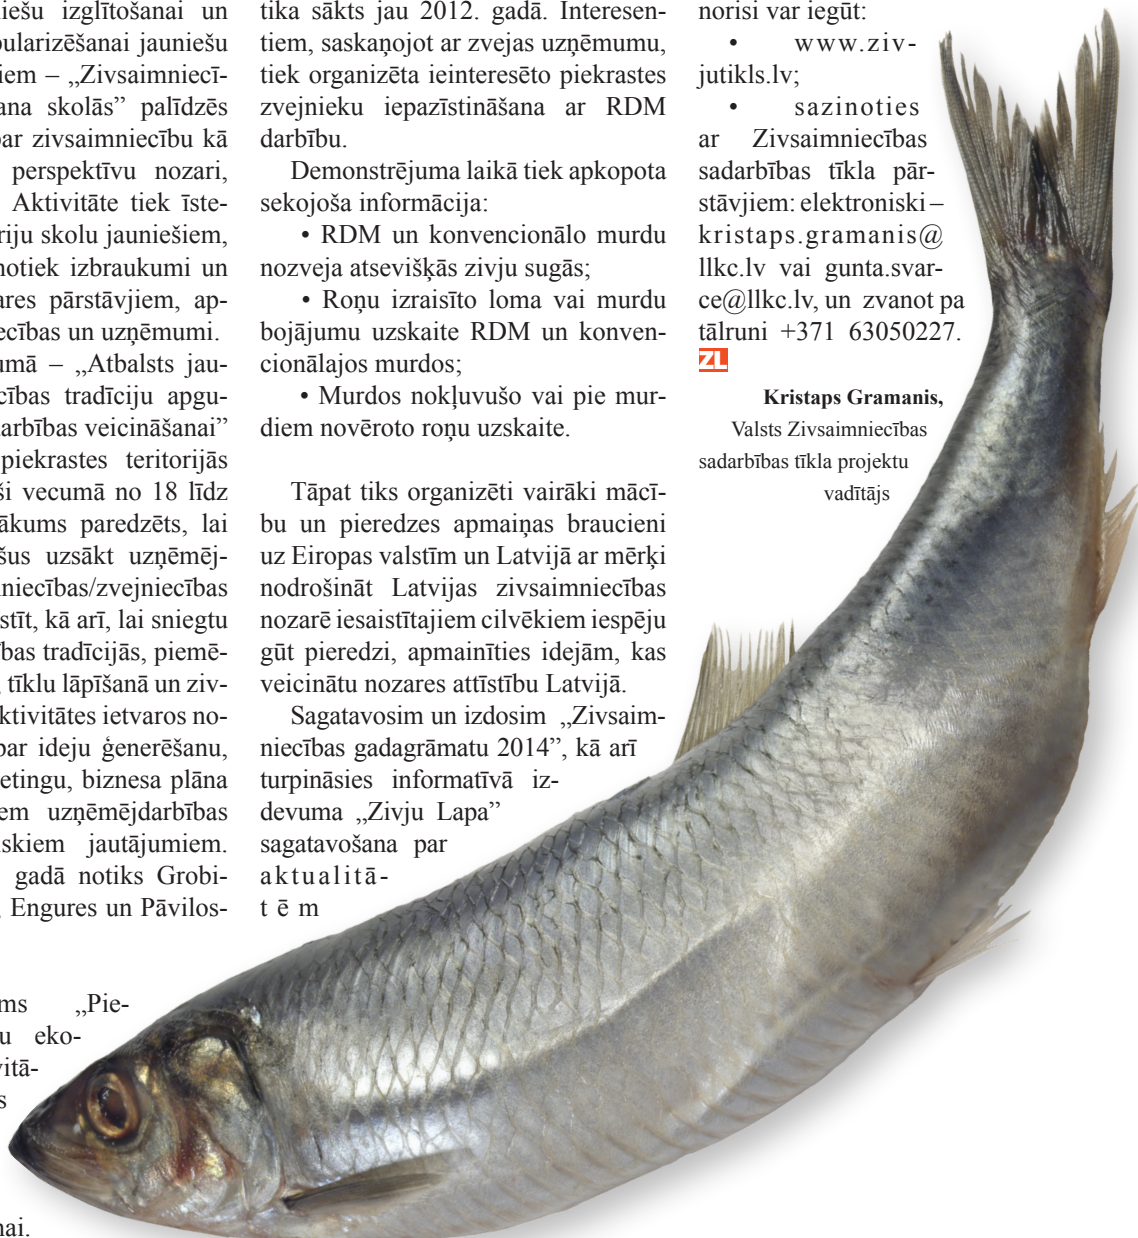 iešu izglītošanai un
pularizēšanai jauniešu
iem – „Zivsaimniecī-
ana skolās” palīdzēs
par zivsaimniecību kā
perspektīvu nozari,
Aktivitāte tiek īste-
riju skolu jauniešiem,
notiek izbraukumi un
ares pārstāvjiem, ap-
iecības un uzņēmumi.
umā – „Atbalsts jau-
cības tradīciju apgu-
darbības veicināšanai”
piekrastes teritorijās
ši vecumā no 18 līdz
ākums paredzēts, lai
šus uzsākt uzņēmēj-
niecības/zvejniecības
stīt, kā arī, lai sniegtu
bas tradīcijās, piemē-
, tīklu lāpīšanā un ziv-
ktivitātes ietvaros no-
par ideju ģenerēšanu,
etingu, biznesa plāna
iem uzņēmējdarbības
skiem jautājumiem.
gadā notiks Grobi-
, Engures un Pāvilos-
ms „Pie-
u eko-
vitā-
s
nai.
tika sākts jau 2012. gadā. Interesen-
tiem, saskaņojot ar zvejas uzņēmumu,
tiek organizēta ieinteresēto piekrastes
zvejnieku iepazīstināšana ar RDM
darbību.
Demonstrējuma laikā tiek apkopota
sekojoša informācija:
• RDM un konvencionālo murdu
nozveja atsevišķās zivju sugās;
• Roņu izraisīto loma vai murdu
bojājumu uzskaite RDM un konven-
cionālajos murdos;
• Murdos nokļuvušo vai pie mur-
diem novēroto roņu uzskaite.
Tāpat tiks organizēti vairāki mācī-
bu un pieredzes apmaiņas braucieni
uz Eiropas valstīm un Latvijā ar mērķi
nodrošināt Latvijas zivsaimniecības
nozarē iesaistītajiem cilvēkiem iespēju
gūt pieredzi, apmainīties idejām, kas
veicinātu nozares attīstību Latvijā.
Sagatavosim un izdosim „Zivsaim-
niecības gadagrāmatu 2014”, kā arī
turpināsies informatīvā iz-
devuma „Zivju Lapa”
sagatavošana par
aktualitā-
tēm
norisi var iegūt:
• www.ziv-
jutikls.lv;
• sazinoties
ar Zivsaimniecības
sadarbības tīkla pār-
stāvjiem: elektroniski –
kristaps.gramanis@
llkc.lv vai gunta.svar-
ce@llkc.lv, un zvanot pa
tālruni +371 63050227.
ZL
Kristaps Gramanis,
Valsts Zivsaimniecības
sadarbības tīkla projektu
vadītājs